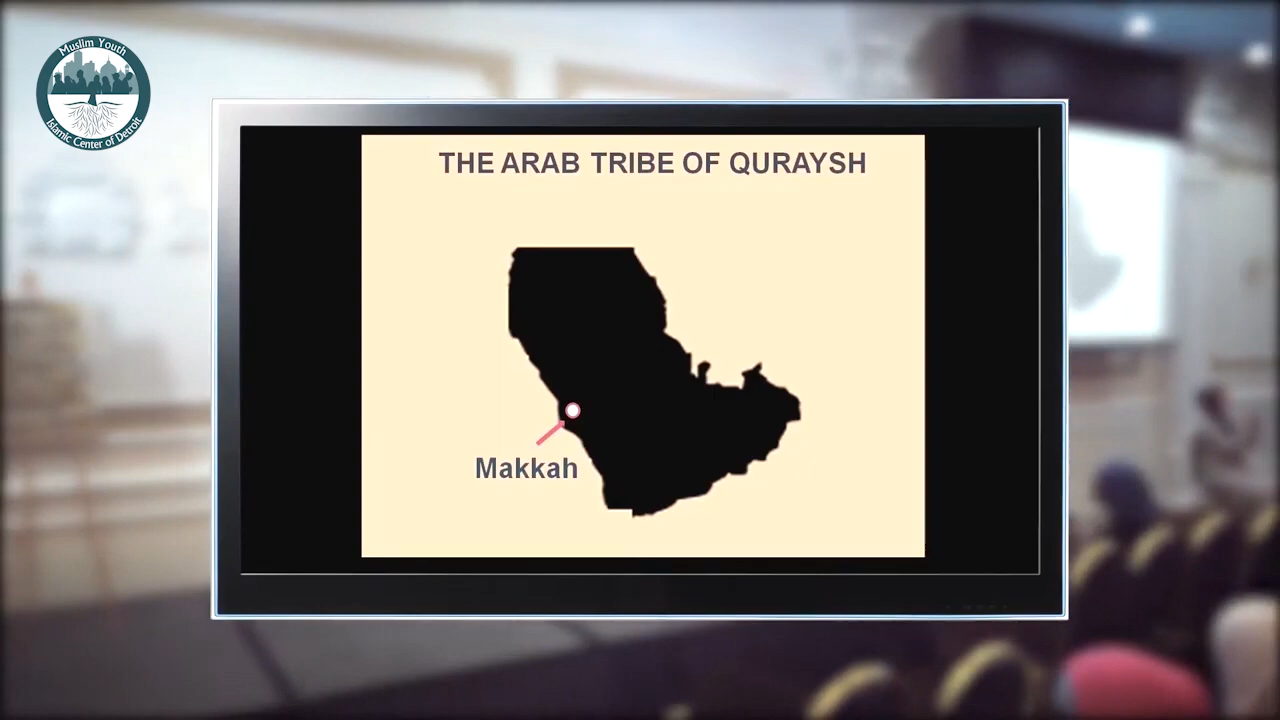 Muslim Youth
Islamic Center of Detroit
THE ARAB TRIBE OF QURAYSH
Makkah